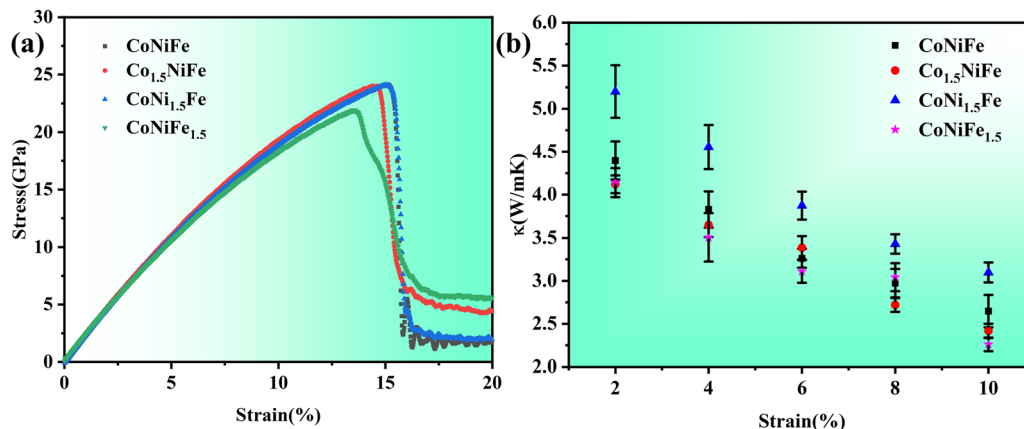 (a)
CoNiFe
Co1.5NiFe
CoNi1.5Fe
CoNiFe1.5
Stress(GPa)
30
25
20
15
10
5
0
0 5 10 15 20
Strain(%)
(b)
CoNiFe
Co1.5NiFe
CoNi1.5Fe
CoNiFe1.5
κ(W/mK)
6.0
5.5
5.0
4.5
4.0
3.5
3.0
2.5
2.0
2 4 6 8 10
Strain(%)